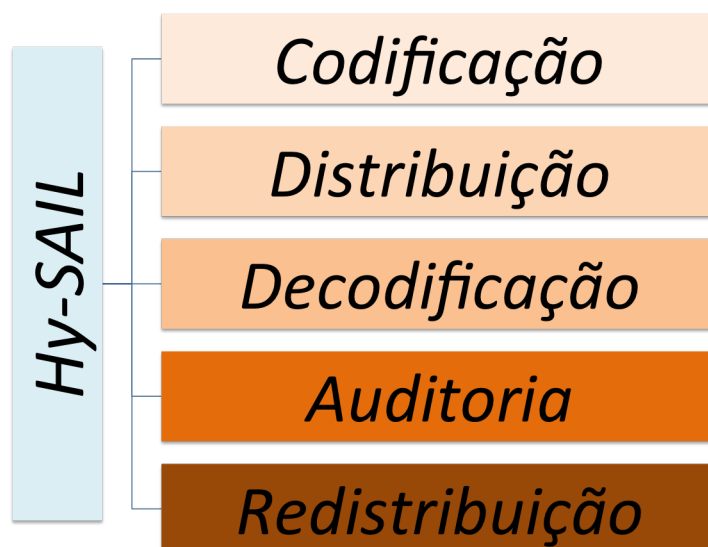 Hy-SAIL
Codificação
Distribuição
Decodificação
Auditoria
Redistribuição